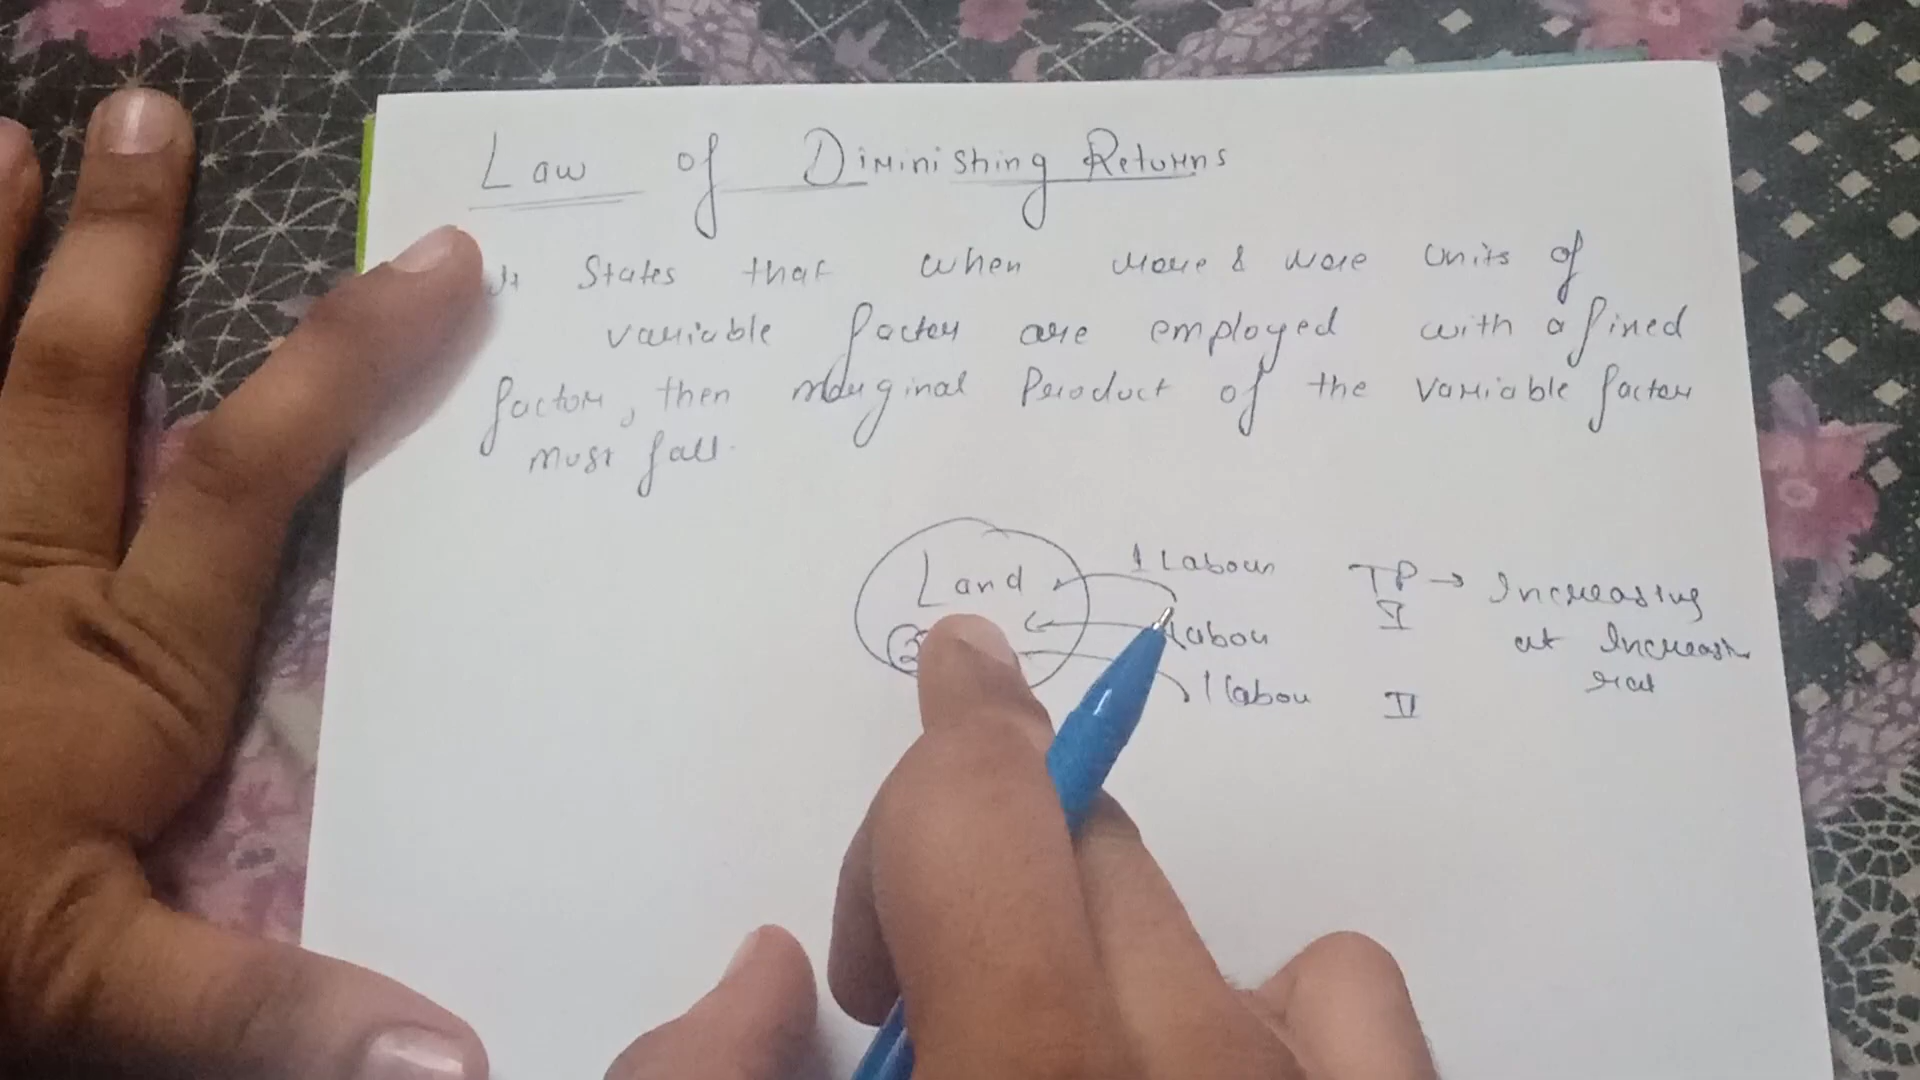 Law of Diminishing Returns
It States that when more & more units of
variable factor are employed with a fixed
factor, then marginal Product of the variable factor
must fall.
Land
1 Labour
TP → Increasing
I
at Increasin
rat
labou
1 labou
II